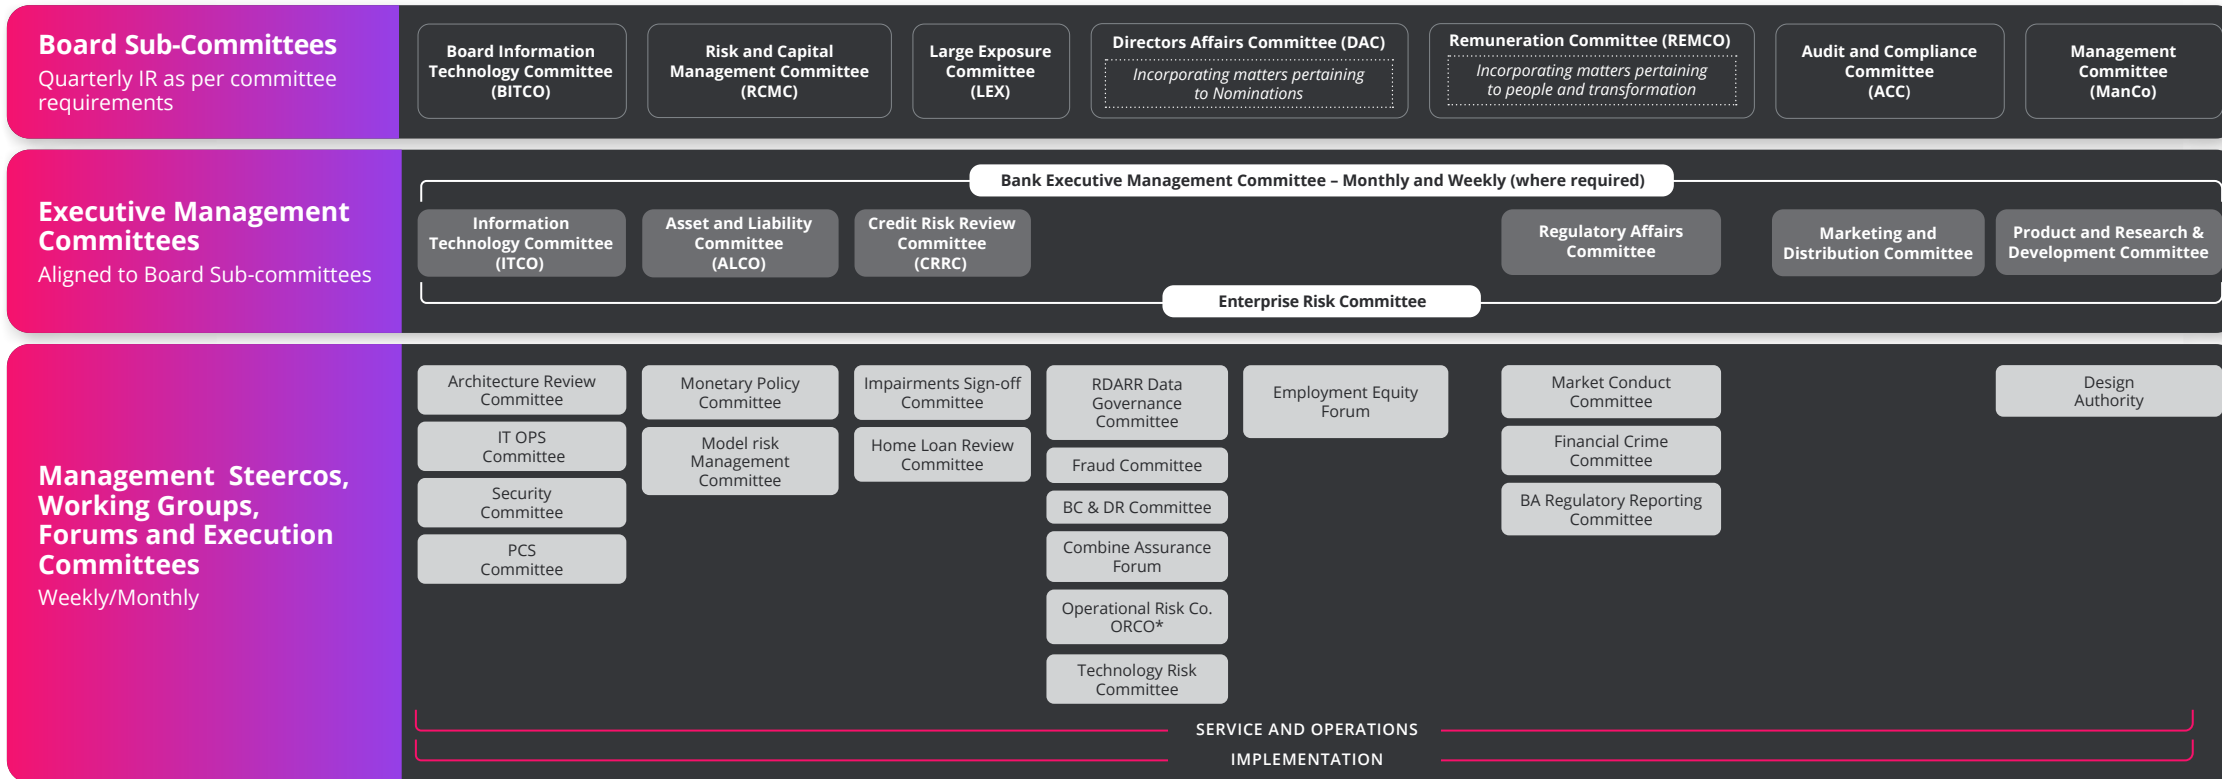 Board Sub-Committees
Quarterly IR as per committee
requirements
Board Information
Technology Committee
(BITCO)
Risk and Capital
Management Committee
(RCMC)
Large Exposure
Committee
(LEX)
Directors Affairs Committee (DAC)
Incorporating matters pertaining
to Nominations
Remuneration Committee (REMCO)
Incorporating matters pertaining
to people and transformation
Audit and Compliance
Committee
(ACC)
Management
Committee
(ManCo)
Executive Management
Committees
Aligned to Board Sub-committees
Bank Executive Management Committee – Monthly and Weekly (where required)
Information
Technology Committee
(ITCO)
Asset and Liability
Committee
(ALCO)
Credit Risk Review
Committee
(CRRC)
Regulatory Affairs
Committee
Marketing and
Distribution Committee
Product and Research &
Development Committee
Enterprise Risk Committee
Management  Steercos,
Working Groups,
Forums and Execution
Committees
Weekly/Monthly
Architecture Review
Committee
IT OPS
Committee
Security
Committee
PCS
Committee
Monetary Policy
Committee
Model risk
Management
Committee
Impairments Sign-off
Committee
Home Loan Review
Committee
RDARR Data
Governance
Committee
Fraud Committee
BC & DR Committee
Combine Assurance
Forum
Operational Risk Co.
ORCO*
Technology Risk
Committee
Employment Equity
Forum
Market Conduct
Committee
Financial Crime
Committee
BA Regulatory Reporting
Committee
Design
Authority
SERVICE AND OPERATIONS
IMPLEMENTATION